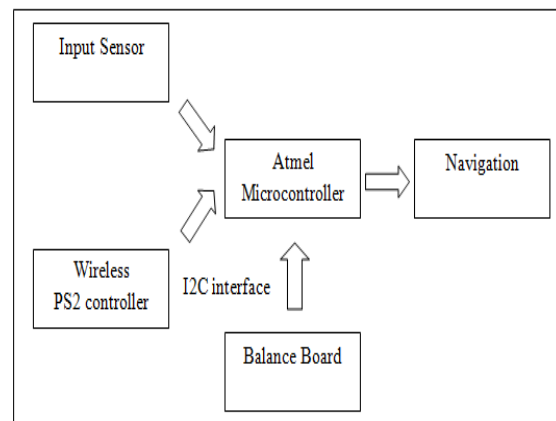 Input Sensor
Atmel
Microcontroller
Navigation
Wireless
PS2 controller
I2C interface
Balance Board